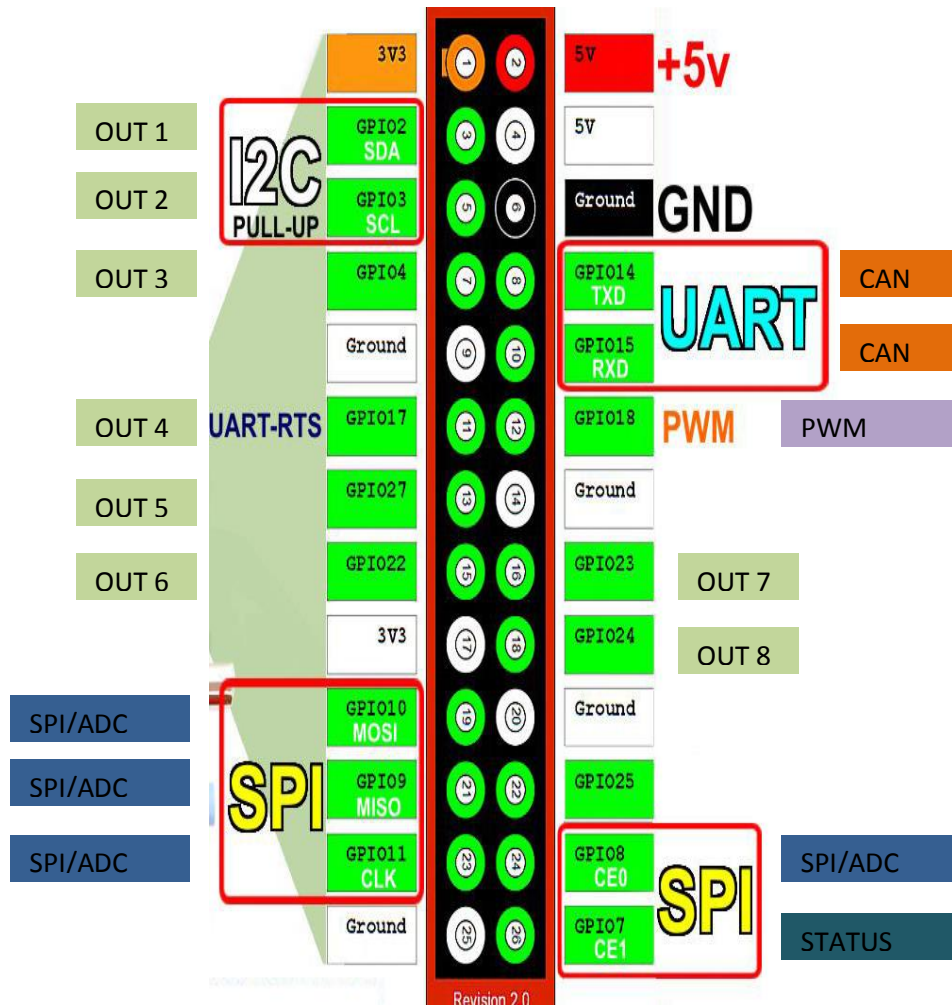 3V3 1 2 5V +5v
OUT 1 I2C GPIO2 3 4 5V
SDA
OUT 2 PULL-UP GPIO3 5 6 Ground GND
SCL
OUT 3 GPIO4 7 8 GPIO14 UART CAN
TXD
Ground 9 10 GPIO15 CAN
RXD
OUT 4 UART-RTS GPIO17 11 12 GPIO18 PWM PWM
OUT 5 GPIO27 13 14 Ground
OUT 6 GPIO22 15 16 GPIO23 OUT 7
3V3 17 18 GPIO24 OUT 8
SPI/ADC GPIO10 19 20 Ground
MOSI
SPI/ADC SPI GPIO9 21 22 GPIO25
MISO
SPI/ADC GPIO11 23 24 GPIO8 SPI SPI/ADC
CLK CE0
Ground 25 26 GPIO7 STATUS
CE1
Revision 2.0